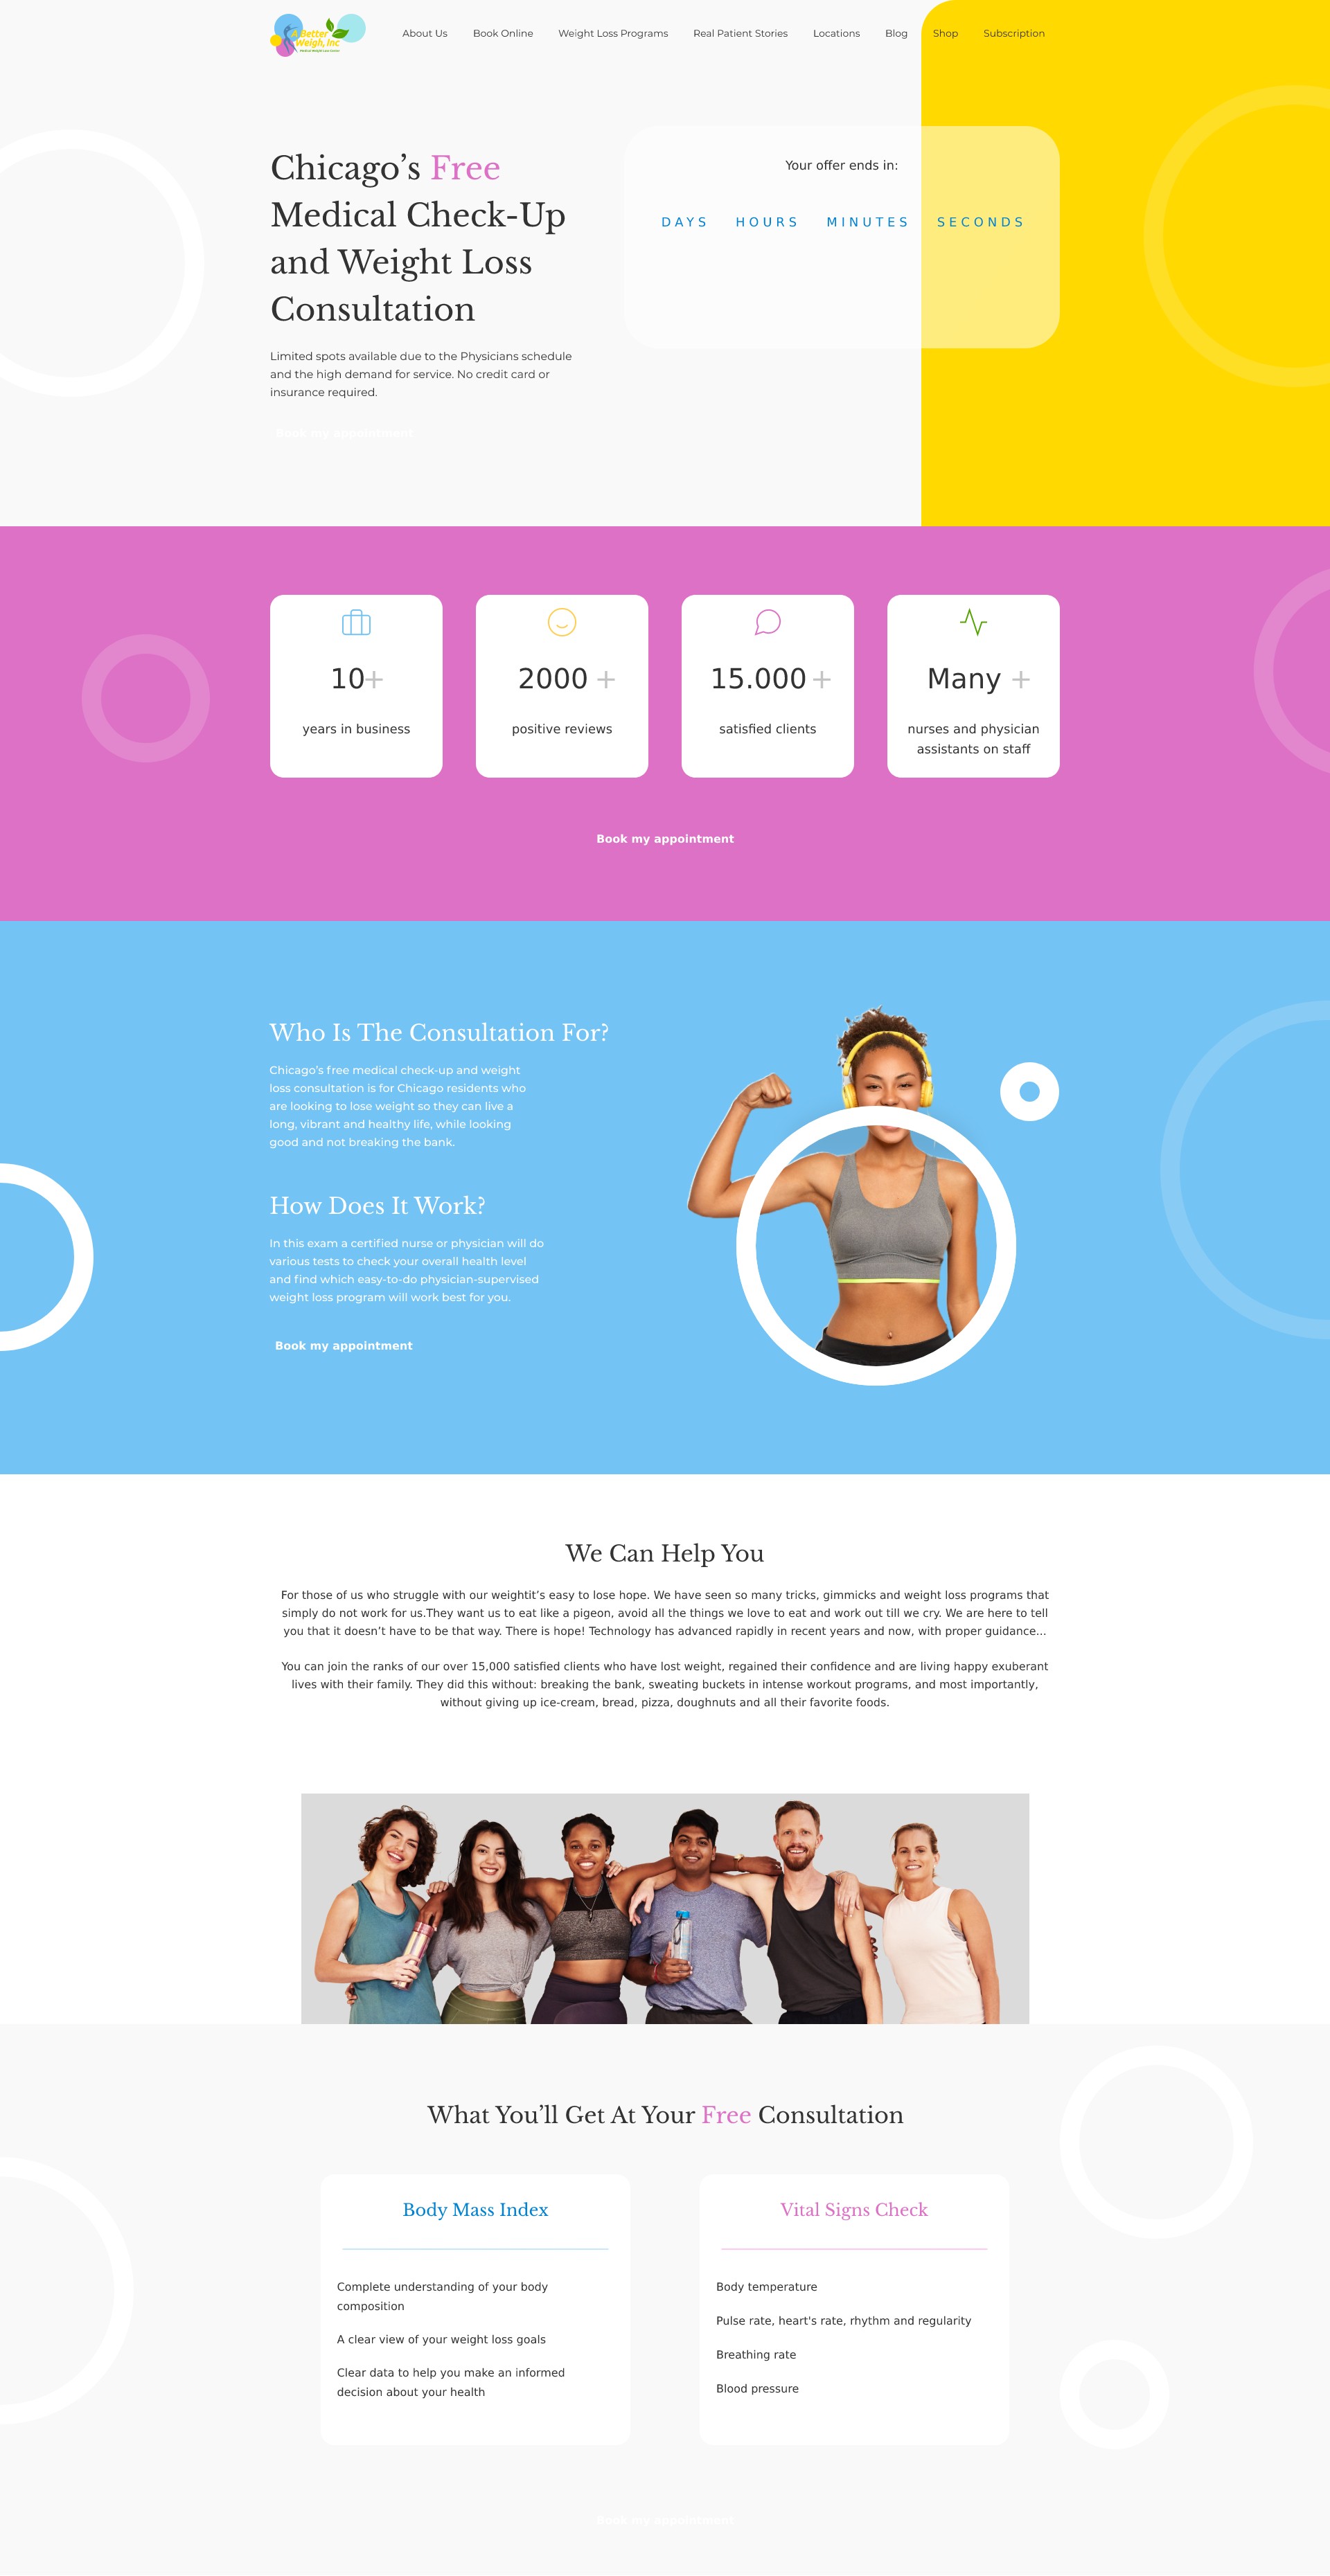 A Better
Weigh, Inc
Medical Weight Loss Center
About Us
Book Online
Weight Loss Programs
Real Patient Stories
Locations
Blog
Shop
Subscription
Chicago’s Free
Medical Check-Up
and Weight Loss
Consultation
Limited spots available due to the Physicians schedule
and the high demand for service. No credit card or
insurance required.
Book my appointment
Your offer ends in:
DAYS HOURS MINUTES SECONDS
10+
years in business
2000 +
positive reviews
15.000 +
satisfied clients
Many +
nurses and physician
assistants on staff
Book my appointment
Who Is The Consultation For?
Chicago’s free medical check-up and weight
loss consultation is for Chicago residents who
are looking to lose weight so they can live a
long, vibrant and healthy life, while looking
good and not breaking the bank.
How Does It Work?
In this exam a certified nurse or physician will do
various tests to check your overall health level
and find which easy-to-do physician-supervised
weight loss program will work best for you.
Book my appointment
We Can Help You
For those of us who struggle with our weightit’s easy to lose hope. We have seen so many tricks, gimmicks and weight loss programs that
simply do not work for us.They want us to eat like a pigeon, avoid all the things we love to eat and work out till we cry. We are here to tell
you that it doesn’t have to be that way. There is hope! Technology has advanced rapidly in recent years and now, with proper guidance…
You can join the ranks of our over 15,000 satisfied clients who have lost weight, regained their confidence and are living happy exuberant
lives with their family. They did this without: breaking the bank, sweating buckets in intense workout programs, and most importantly,
without giving up ice-cream, bread, pizza, doughnuts and all their favorite foods.
What You’ll Get At Your Free Consultation
Body Mass Index
Complete understanding of your body
composition
A clear view of your weight loss goals
Clear data to help you make an informed
decision about your health
Vital Signs Check
Body temperature
Pulse rate, heart's rate, rhythm and regularity
Breathing rate
Blood pressure
Book my appointment